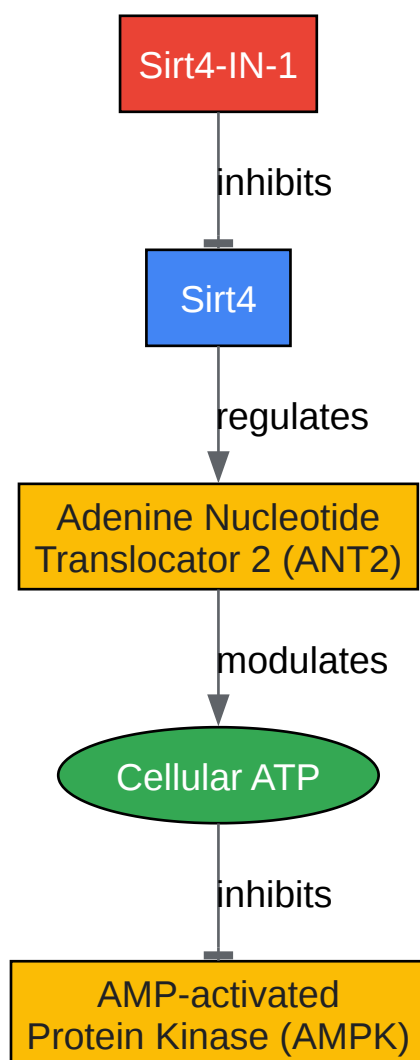 Sirt4-IN-1
inhibits
Sirt4
regulates
Adenine Nucleotide
Translocator 2 (ANT2)
modulates
Cellular ATP
inhibits
AMP-activated
Protein Kinase (AMPK)